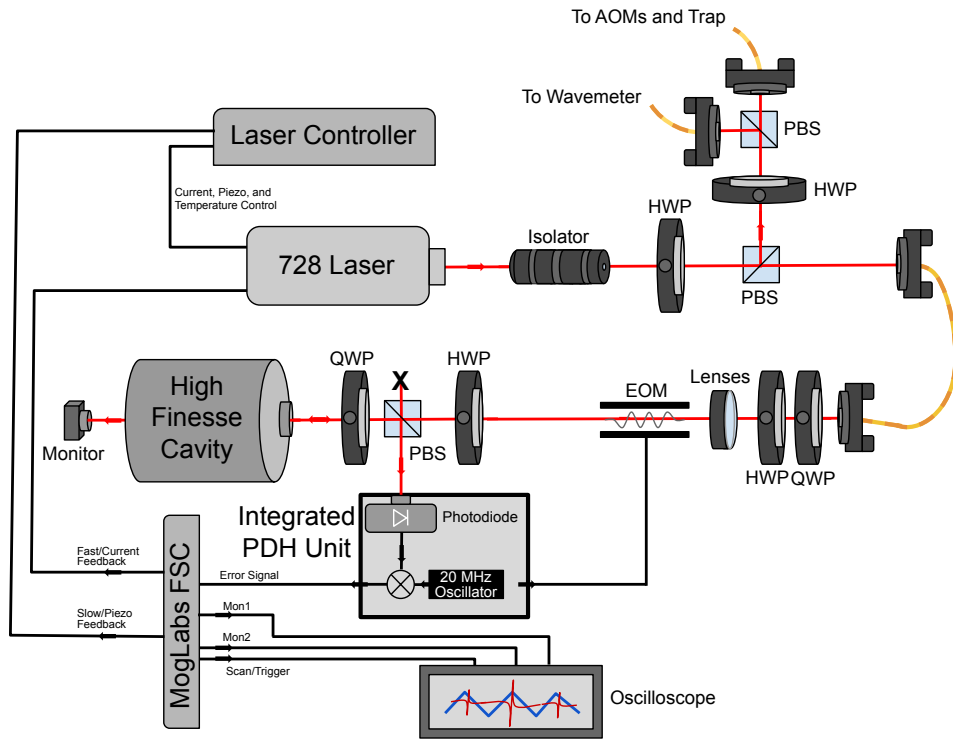 To AOMs and Trap
To Wavemeter
PBS
Laser Controller
HWP
Current, Piezo, and
Temperature Control
HWP
Isolator
728 Laser
PBS
QWP
X
HWP
High
Finesse
Cavity
EOM
Lenses
PBS
Monitor
HWP
QWP
Integrated
PDH Unit
Photodiode
Fast/Current
Feedback
MogLabs FSC
Error Signal
20 MHz
Oscillator
Slow/Piezo
Feedback
Mon1
Mon2
Scan/Trigger
Oscilloscope